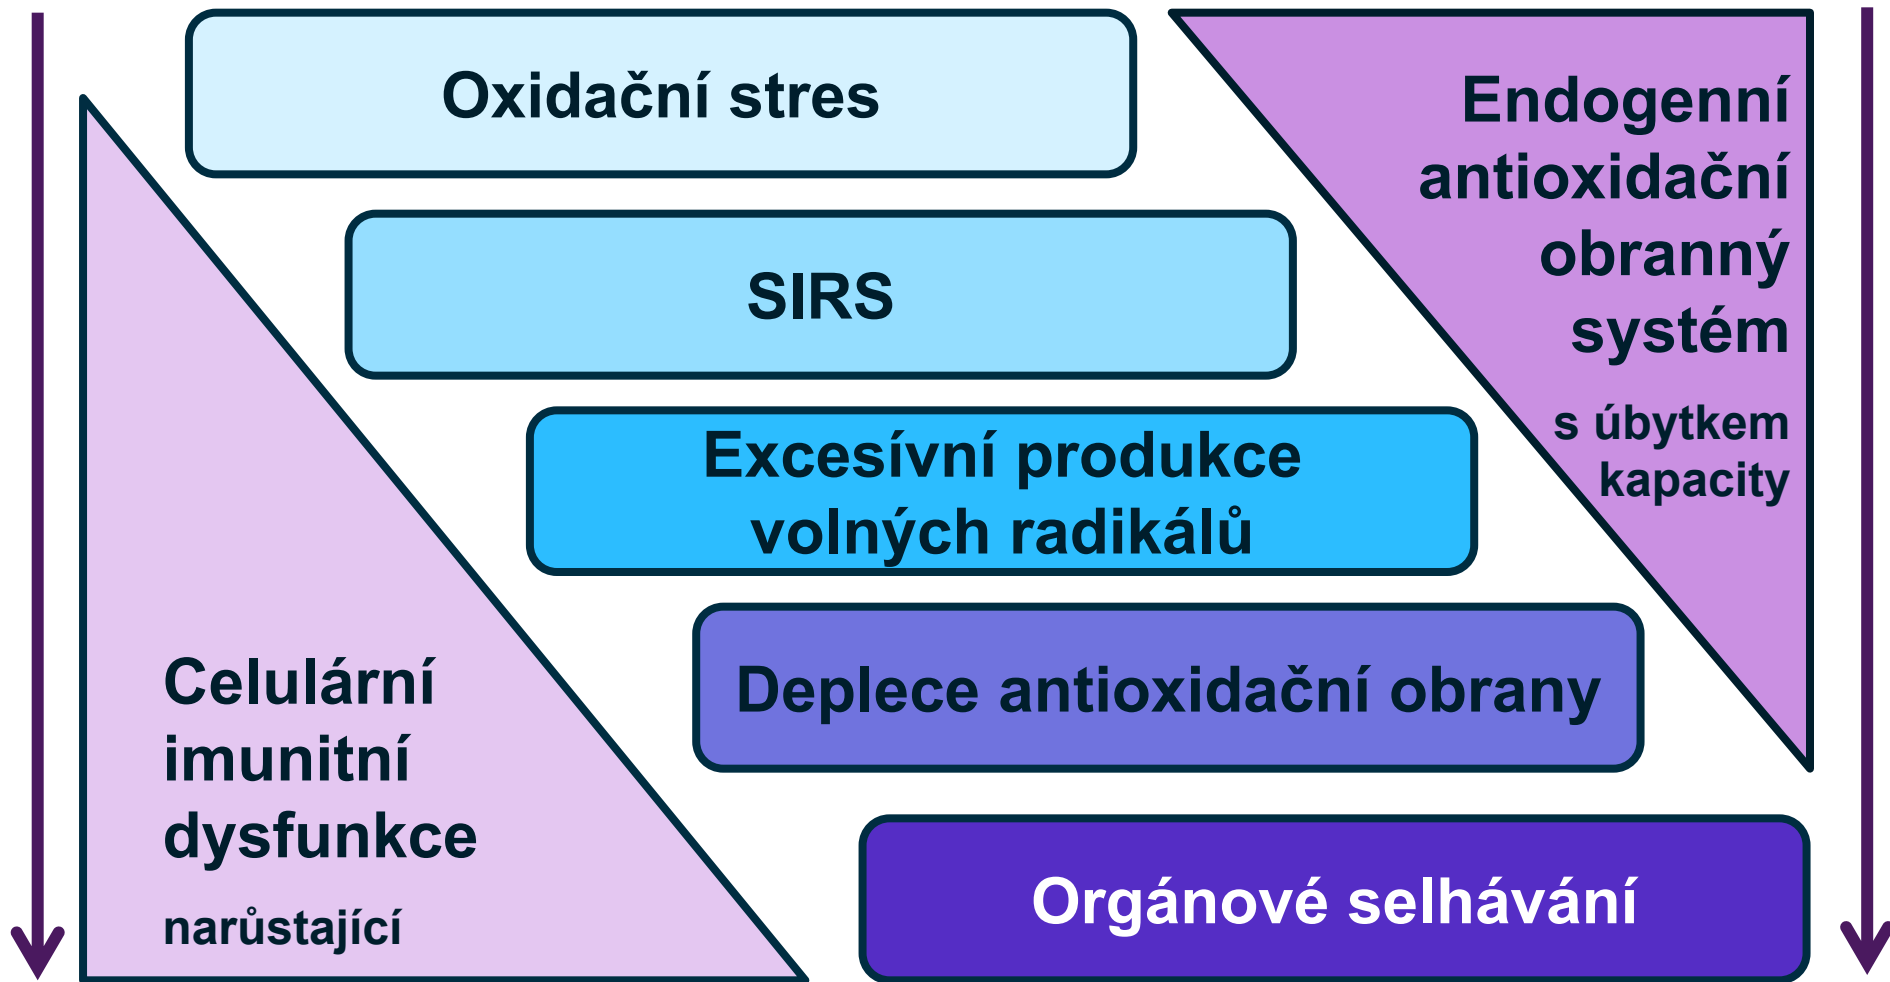 Oxidační stres
SIRS
Excesívní produkce
volných radikálů
Deplece antioxidační obrany
Orgánové selhávání
Endogenní
antioxidační
obranný
systém
s úbytkem
kapacity
Celulární
imunitní
dysfunkce
narůstající